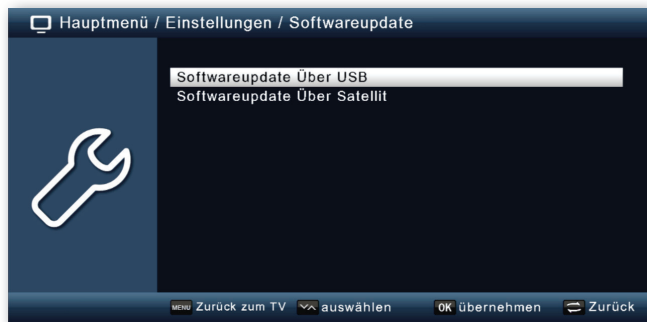 Hauptmenü / Einstellungen / Softwareupdate
Softwareupdate Über USB
Softwareupdate Über Satellit
MENU Zurück zum TV auswählen OK übernehmen Zurück